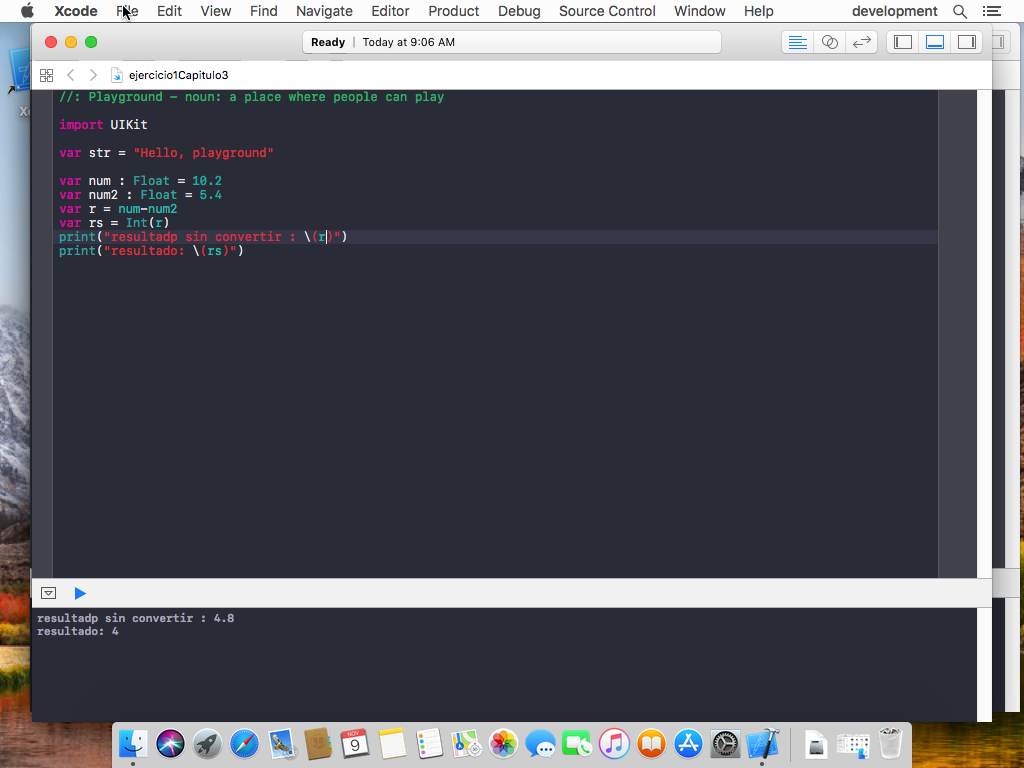 Xcode File Edit View Find Navigate Editor Product Debug Source Control Window Help development
Ready | Today at 9:06 AM
ejercicio1Capitulo3
//: Playground - noun: a place where people can play
import UIKit
var str = "Hello, playground"
var num : Float = 10.2
var num2 : Float = 5.4
var r = num-num2
var rs = Int(r)
print("resultadp sin convertir : \(r)")
print("resultado: \(rs)")
resultadp sin convertir : 4.8
resultado: 4
NOV
9